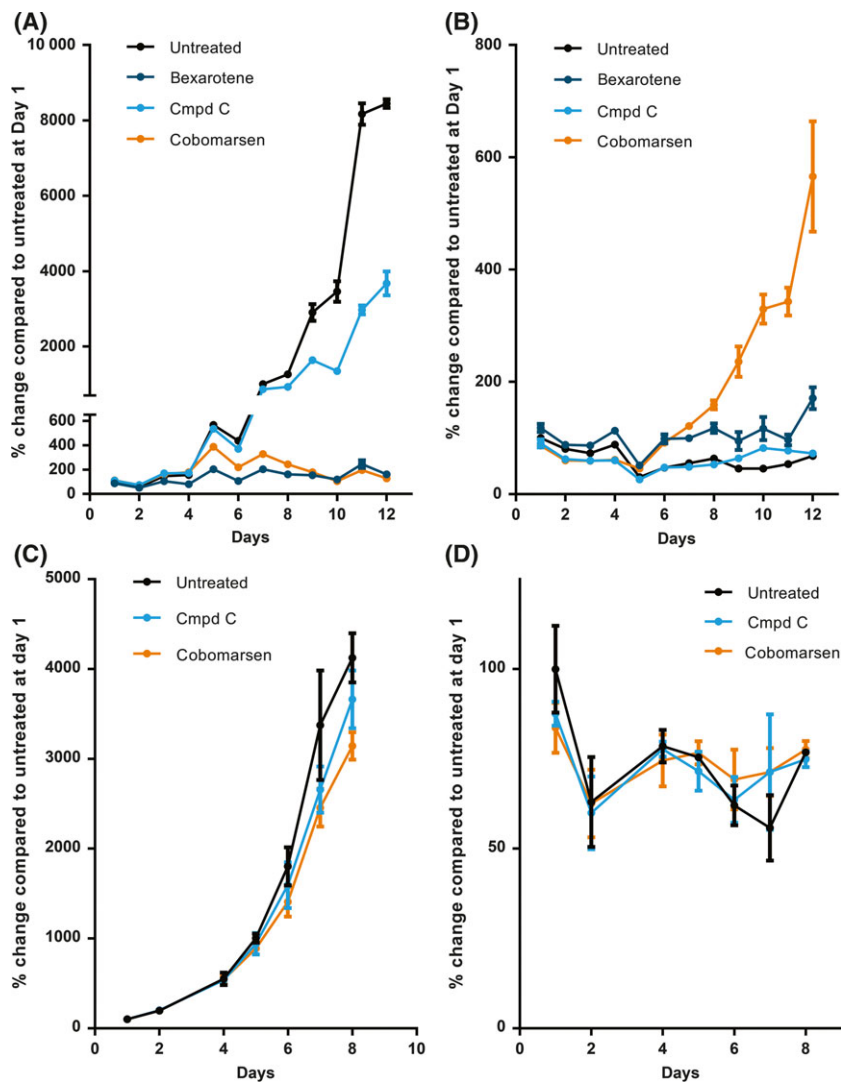 (A)
% change compared to untreated at Day 1
10 000
8000
6000
4000
2000
600
400
200
0
Untreated
Bexarotene
Cmpd C
Cobomarsen
0 2 4 6 8 10 12
Days
(B)
% change compared to untreated at Day 1
800
600
400
200
0
Untreated
Bexarotene
Cmpd C
Cobomarsen
0 2 4 6 8 10 12
Days
(C)
% change compared to untreated at day 1
5000
4000
3000
2000
1000
0
Untreated
Cmpd C
Cobomarsen
0 2 4 6 8 10
Days
(D)
% change compared to untreated at day 1
100
50
0
Untreated
Cmpd C
Cobomarsen
0 2 4 6 8
Days